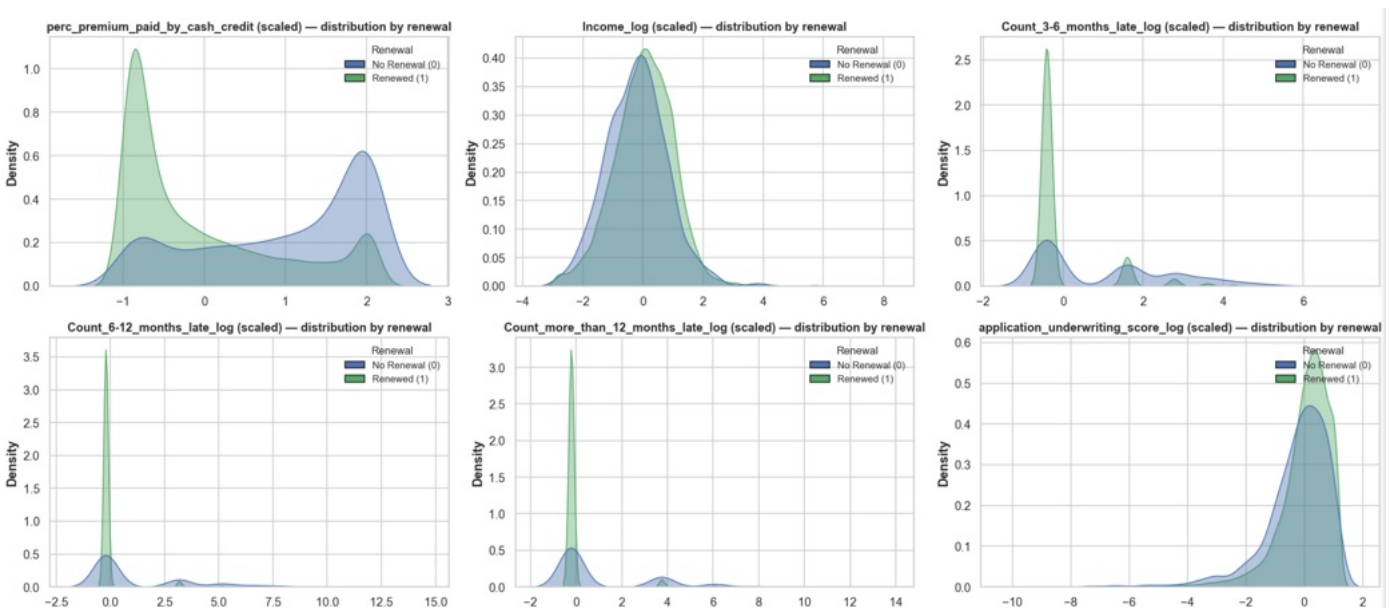 perc_premium_paid_by_cash_credit (scaled) — distribution by renewal
Renewal
No Renewal (0)
Renewed (1)
Density
1.0
0.8
0.6
0.4
0.2
0.0
−1 0 1 2 3
Income_log (scaled) — distribution by renewal
Renewal
No Renewal (0)
Renewed (1)
Density
0.40
0.35
0.30
0.25
0.20
0.15
0.10
0.05
0.00
−4 −2 0 2 4 6 8
Count_3-6_months_late_log (scaled) — distribution by renewal
Renewal
No Renewal (0)
Renewed (1)
Density
2.5
2.0
1.5
1.0
0.5
0.0
−2 0 2 4 6
Count_6-12_months_late_log (scaled) — distribution by renewal
Renewal
No Renewal (0)
Renewed (1)
Density
3.5
3.0
2.5
2.0
1.5
1.0
0.5
0.0
−2.5 0.0 2.5 5.0 7.5 10.0 12.5 15.0
Count_more_than_12_months_late_log (scaled) — distribution by renewal
Renewal
No Renewal (0)
Renewed (1)
Density
3.0
2.5
2.0
1.5
1.0
0.5
0.0
−2 0 2 4 6 8 10 12 14
application_underwriting_score_log (scaled) — distribution by renewal
Renewal
No Renewal (0)
Renewed (1)
Density
0.6
0.5
0.4
0.3
0.2
0.1
0.0
−10 −8 −6 −4 −2 0 2